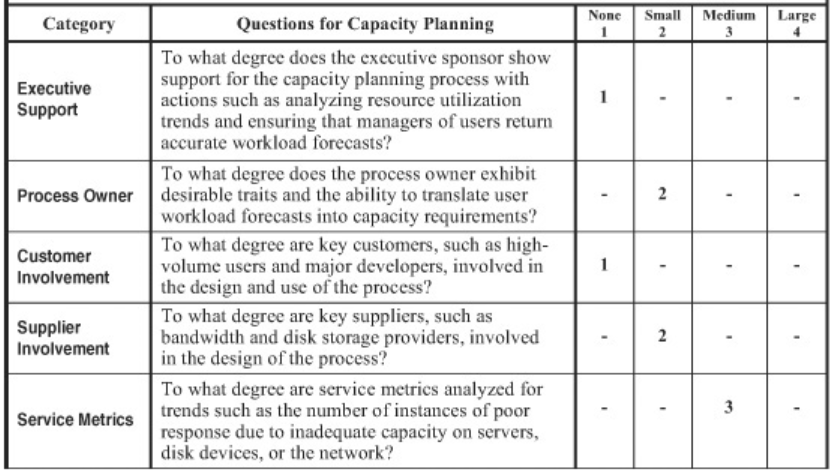 Category Questions for Capacity Planning None Small Medium Large
1 2 3 4
Executive Support To what degree does the executive sponsor show
support for the capacity planning process with
actions such as analyzing resource utilization
trends and ensuring that managers of users return
accurate workload forecasts? 1 - - -
Process Owner To what degree does the process owner exhibit
desirable traits and the ability to translate user
workload forecasts into capacity requirements? - 2 - -
Customer Involvement To what degree are key customers, such as high-
volume users and major developers, involved in
the design and use of the process? 1 - - -
Supplier Involvement To what degree are key suppliers, such as
bandwidth and disk storage providers, involved
in the design of the process? - 2 - -
Service Metrics To what degree are service metrics analyzed for
trends such as the number of instances of poor
response due to inadequate capacity on servers,
disk devices, or the network? - - 3 -